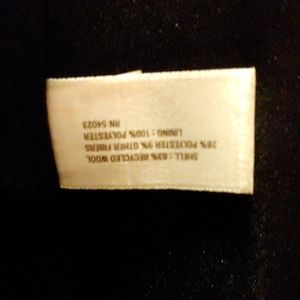 SHELL : 63% RECYCLED WOOL
28% POLYESTER 9% OTHER FIBERS
LINING : 100% POLYESTER
RN 54023